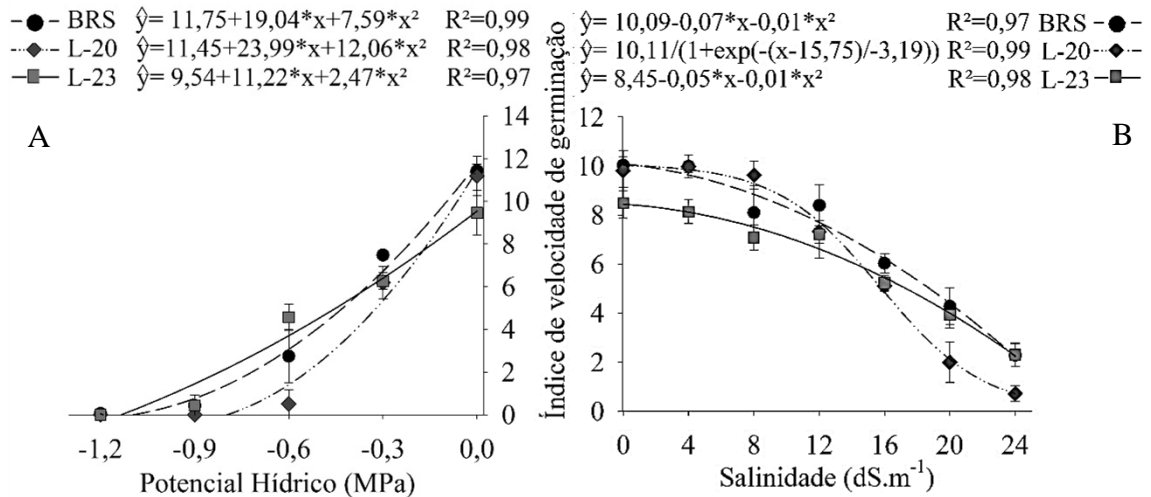 BRS ŷ= 11,75+19,04*x+7,59*x² R²=0,99
L-20 ŷ=11,45+23,99*x+12,06*x² R²=0,98
L-23 ŷ= 9,54+11,22*x+2,47*x² R²=0,97
ŷ= 10,09-0,07*x-0,01*x² R²=0,97 BRS
ŷ=10,11/(1+exp(-(x-15,75)/-3,19)) R²=0,99 L-20
ŷ= 8,45-0,05*x-0,01*x² R²=0,98 L-23
A
14
12
10
8
6
4
2
0
-1,2 -0,9 -0,6 -0,3 0,0
Potencial Hídrico (MPa)
Índice de velocidade de germinação
B
12
10
8
6
4
2
0
0 4 8 12 16 20 24
Salinidade (dS.m⁻¹)